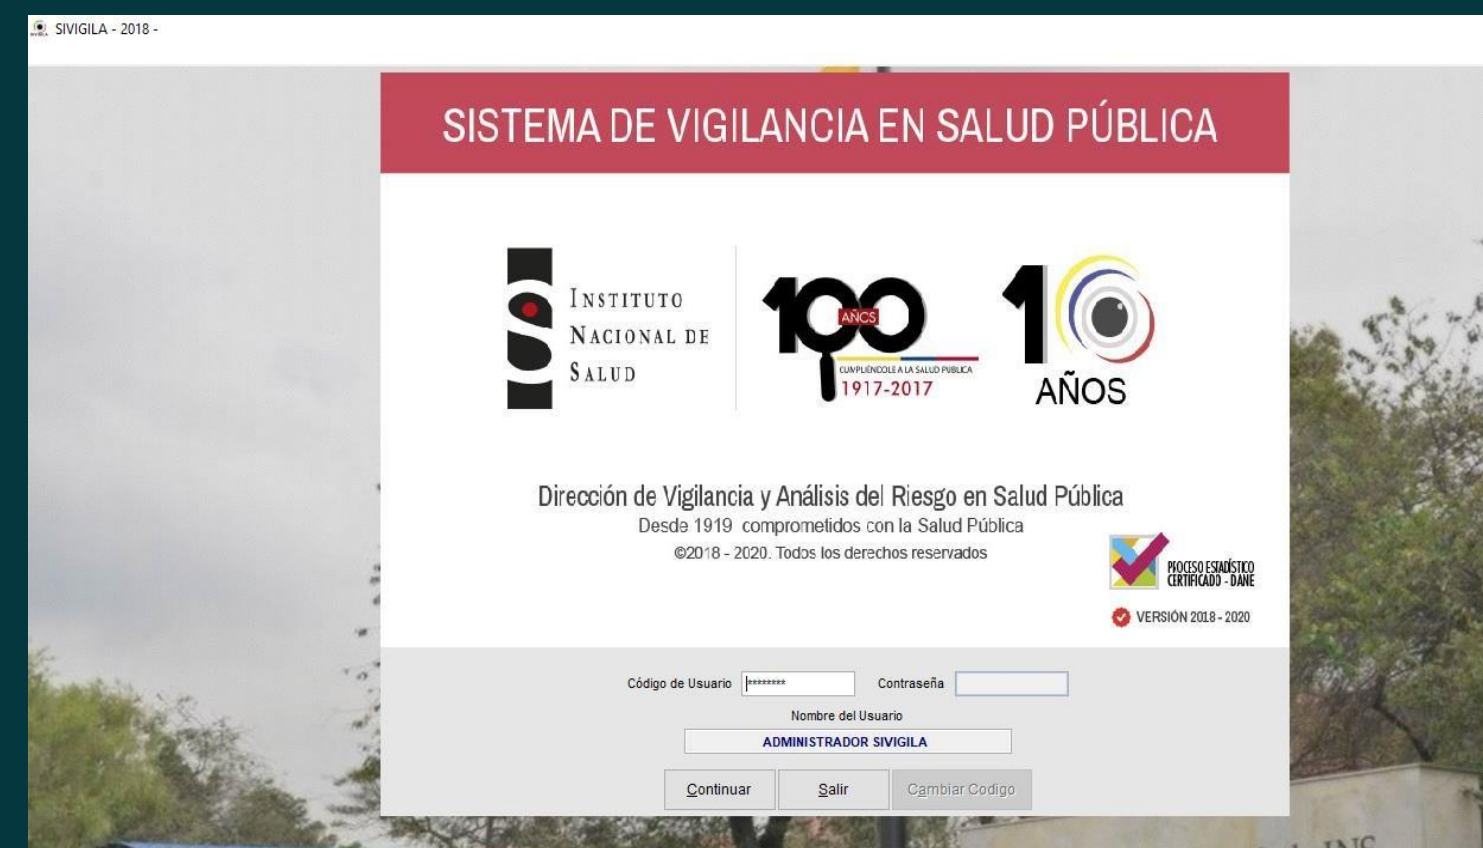 SIVIGILA - 2018 -
SISTEMA DE VIGILANCIA EN SALUD PÚBLICA
INSTITUTO
NACIONAL DE
SALUD
100
AÑOS
CUMPLIÉNDOLE A LA SALUD PÚBLICA
1917-2017
10
AÑOS
Dirección de Vigilancia y Análisis del Riesgo en Salud Pública
Desde 1919 comprometidos con la Salud Pública
©2018 - 2020. Todos los derechos reservados
PROCESO ESTADÍSTICO
CERTIFICADO - DANE
VERSIÓN 2018 - 2020
Código de Usuario ******** Contraseña
Nombre del Usuario
ADMINISTRADOR SIVIGILA
Continuar Salir Cambiar Codigo
INS